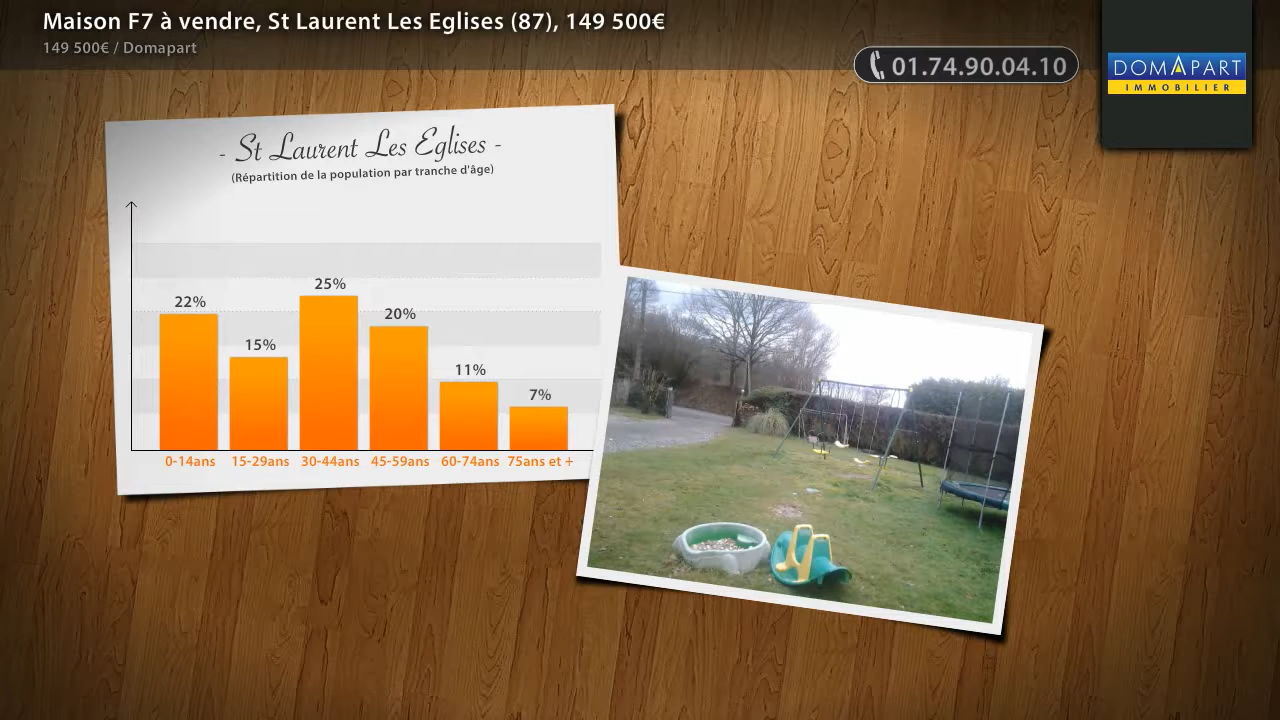 Maison F7 à vendre, St Laurent Les Eglises (87), 149 500€
149 500€ / Domapart
01.74.90.04.10
DOMAPART
IMMOBILIER
- St Laurent Les Eglises -
(Répartition de la population par tranche d'âge)
22%
15%
25%
20%
11%
7%
0-14ans 15-29ans 30-44ans 45-59ans 60-74ans 75ans et +